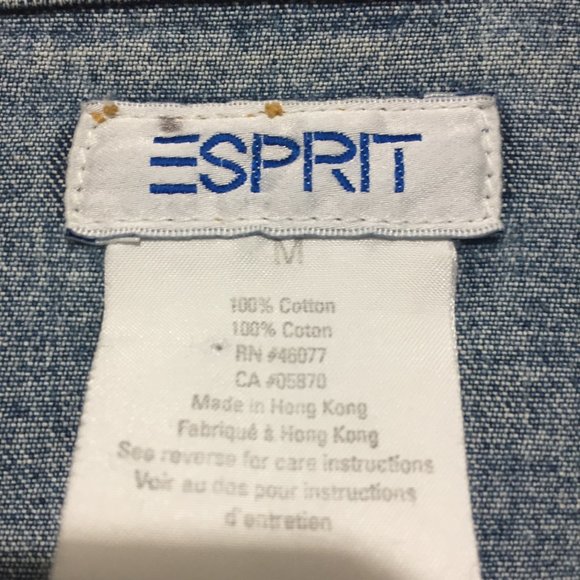 ESPRIT
M
100% Cotton
100% Coton
RN #46077
CA #05870
Made in Hong Kong
Fabriqué à Hong Kong
See reverse for care instructions
Voir au dos pour instructions
d'entretien